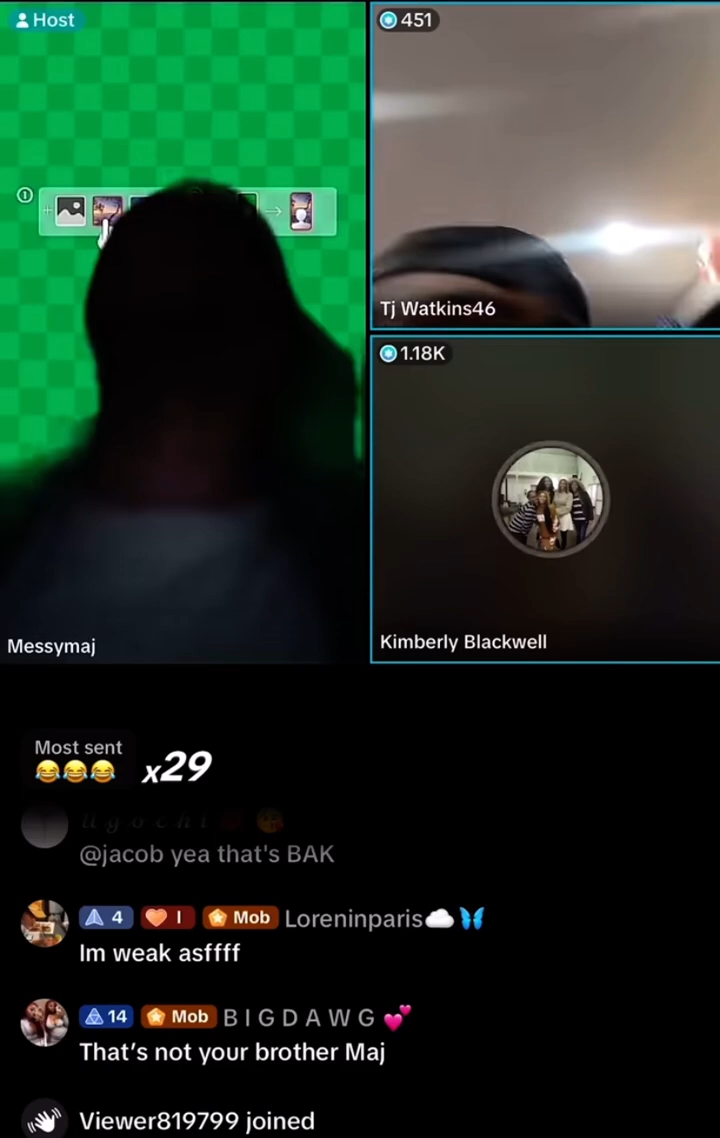 Host
451
Tj Watkins46
1.18K
Messymaj
Kimberly Blackwell
Most sent
😂😂😂 x29
u g o c h i
@jacob yea that's BAK
4 I Mob Loreninparis☁️🦋
Im weak asffff
14 Mob B I G D A W G 💕
That's not your brother Maj
Viewer819799 joined